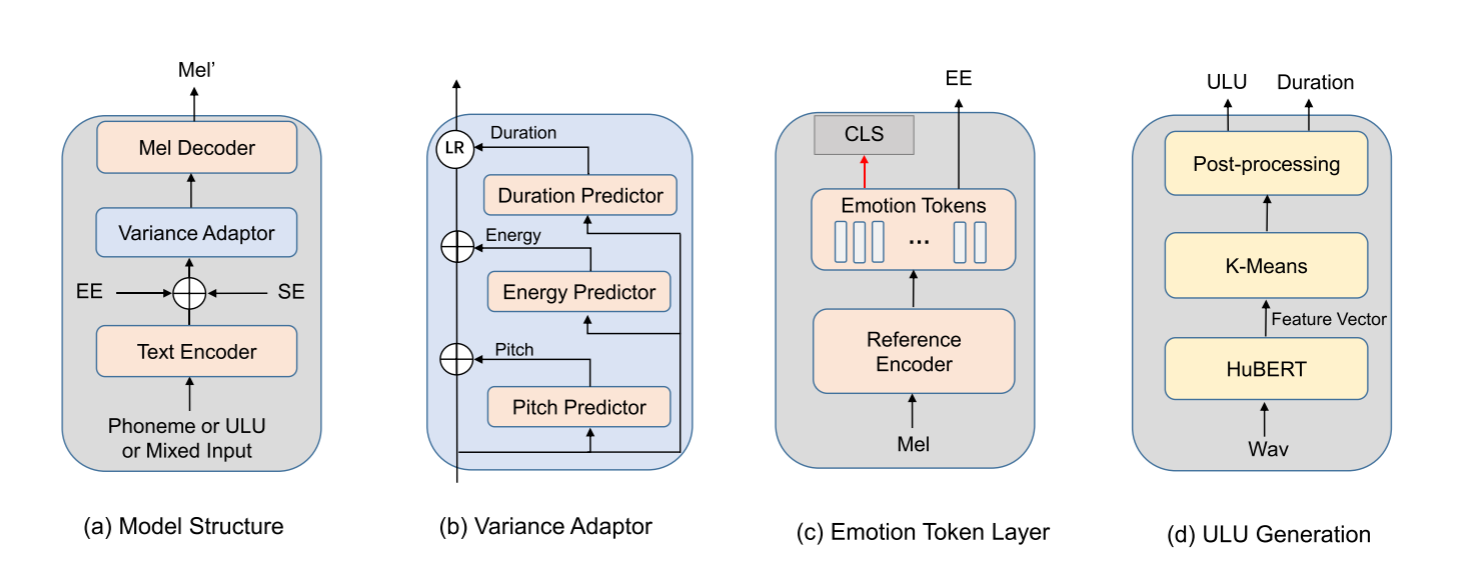 Mel’
Mel Decoder
Variance Adaptor
EE
SE
Text Encoder
Phoneme or ULU
or Mixed Input
(a) Model Structure
LR
Duration
Duration Predictor
Energy
Energy Predictor
Pitch
Pitch Predictor
(b) Variance Adaptor
EE
CLS
Emotion Tokens
...
Reference
Encoder
Mel
(c) Emotion Token Layer
ULU
Duration
Post-processing
K-Means
Feature Vector
HuBERT
Wav
(d) ULU Generation